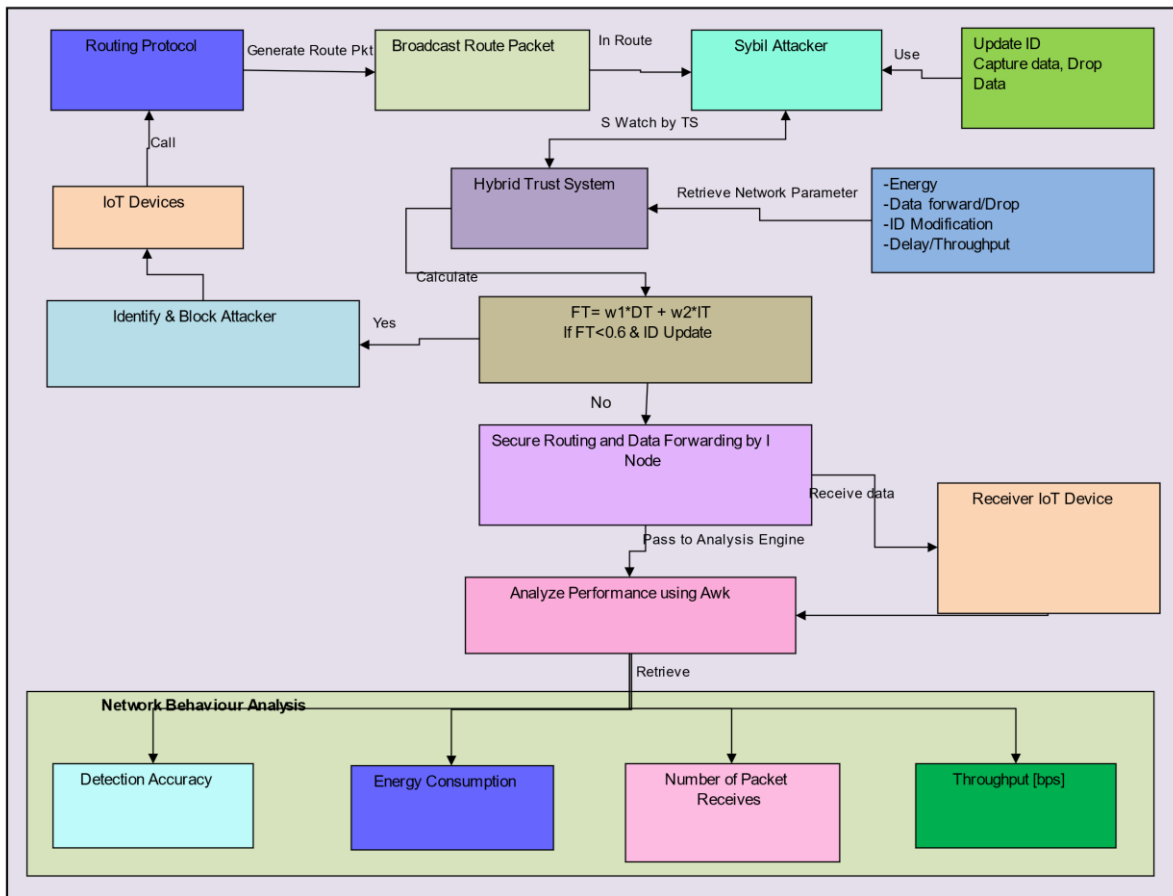 Routing Protocol
Generate Route Pkt
Broadcast Route Packet
In Route
Sybil Attacker
Use
Update ID
Capture data, Drop
Data
S Watch by TS
Call
IoT Devices
Hybrid Trust System
Retrieve Network Parameter
-Energy
-Data forward/Drop
-ID Modification
-Delay/Throughput
Calculate
Identify & Block Attacker
Yes
FT= w1*DT + w2*IT
If FT<0.6 & ID Update
No
Secure Routing and Data Forwarding by I
Node
Receive data
Receiver IoT Device
Pass to Analysis Engine
Analyze Performance using Awk
Retrieve
Network Behaviour Analysis
Detection Accuracy
Energy Consumption
Number of Packet
Receives
Throughput [bps]